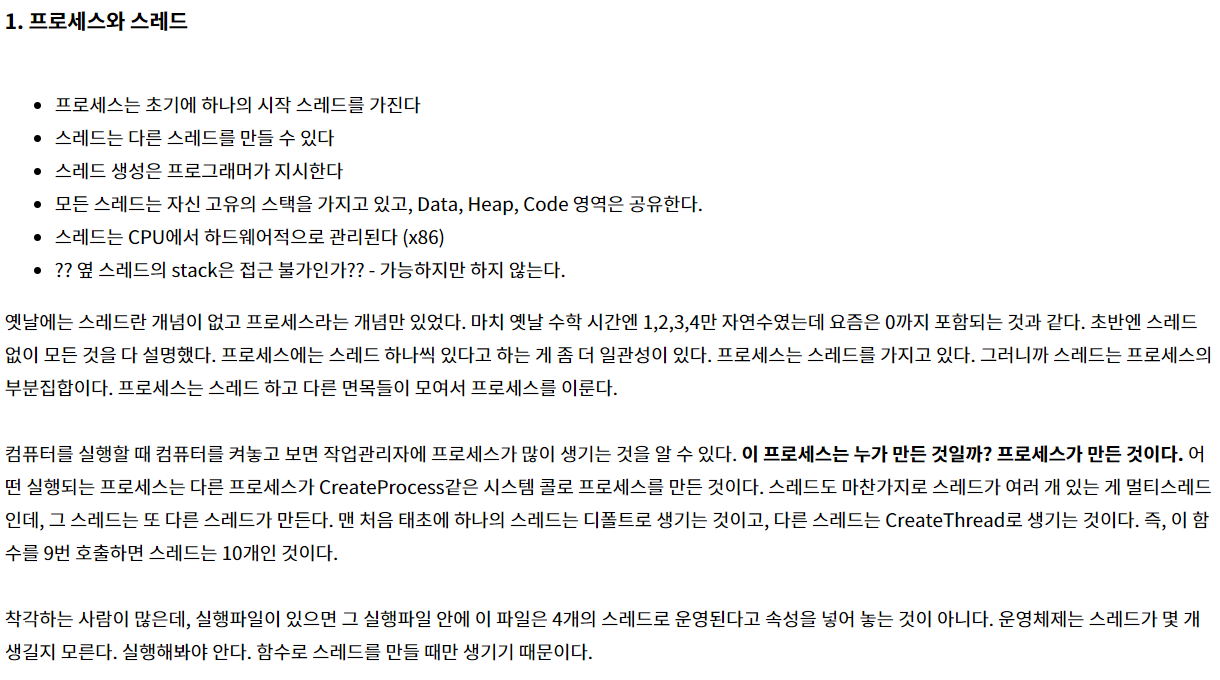 1. 프로세스와 스레드
• 프로세스는 초기에 하나의 시작 스레드를 가진다
• 스레드는 다른 스레드를 만들 수 있다
• 스레드 생성은 프로그래머가 지시한다
• 모든 스레드는 자신 고유의 스택을 가지고 있고, Data, Heap, Code 영역은 공유한다.
• 스레드는 CPU에서 하드웨어적으로 관리된다 (x86)
• ?? 옆 스레드의 stack은 접근 불가인가?? - 가능하지만 하지 않는다.
옛날에는 스레드란 개념이 없고 프로세스라는 개념만 있었다. 마치 옛날 수학 시간엔 1,2,3,4만 자연수였는데 요즘은 0까지 포함되는 것과 같다. 초반엔 스레드
없이 모든 것을 다 설명했다. 프로세스에는 스레드 하나씩 있다고 하는 게 좀 더 일관성이 있다. 프로세스는 스레드를 가지고 있다. 그러니까 스레드는 프로세스의
부분집합이다. 프로세스는 스레드 하고 다른 면목들이 모여서 프로세스를 이룬다.
컴퓨터를 실행할 때 컴퓨터를 켜놓고 보면 작업관리자에 프로세스가 많이 생기는 것을 알 수 있다. 이 프로세스는 누가 만든 것일까? 프로세스가 만든 것이다. 어
떤 실행되는 프로세스는 다른 프로세스가 CreateProcess같은 시스템 콜로 프로세스를 만든 것이다. 스레드도 마찬가지로 스레드가 여러 개 있는 게 멀티스레드
인데, 그 스레드는 또 다른 스레드가 만든다. 맨 처음 태초에 하나의 스레드는 디폴트로 생기는 것이고, 다른 스레드는 CreateThread로 생기는 것이다. 즉, 이 함
수를 9번 호출하면 스레드는 10개인 것이다.
착각하는 사람이 많은데, 실행파일이 있으면 그 실행파일 안에 이 파일은 4개의 스레드로 운영된다고 속성을 넣어 놓는 것이 아니다. 운영체제는 스레드가 몇 개
생길지 모른다. 실행해봐야 안다. 함수로 스레드를 만들 때만 생기기 때문이다.